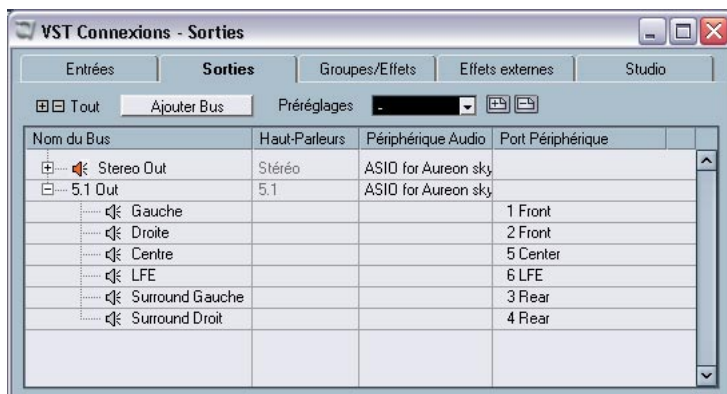 VST Connexions - Sorties
Entrées Sorties Groupes/Effets Effets externes Studio
Tout Ajouter Bus Préréglages -
Nom du Bus Haut-Parleurs Périphérique Audio Port Périphérique
Stereo Out Stéréo ASIO for Aureon sky
5.1 Out 5.1 ASIO for Aureon sky
Gauche 1 Front
Droite 2 Front
Centre 5 Center
LFE 6 LFE
Surround Gauche 3 Rear
Surround Droit 4 Rear